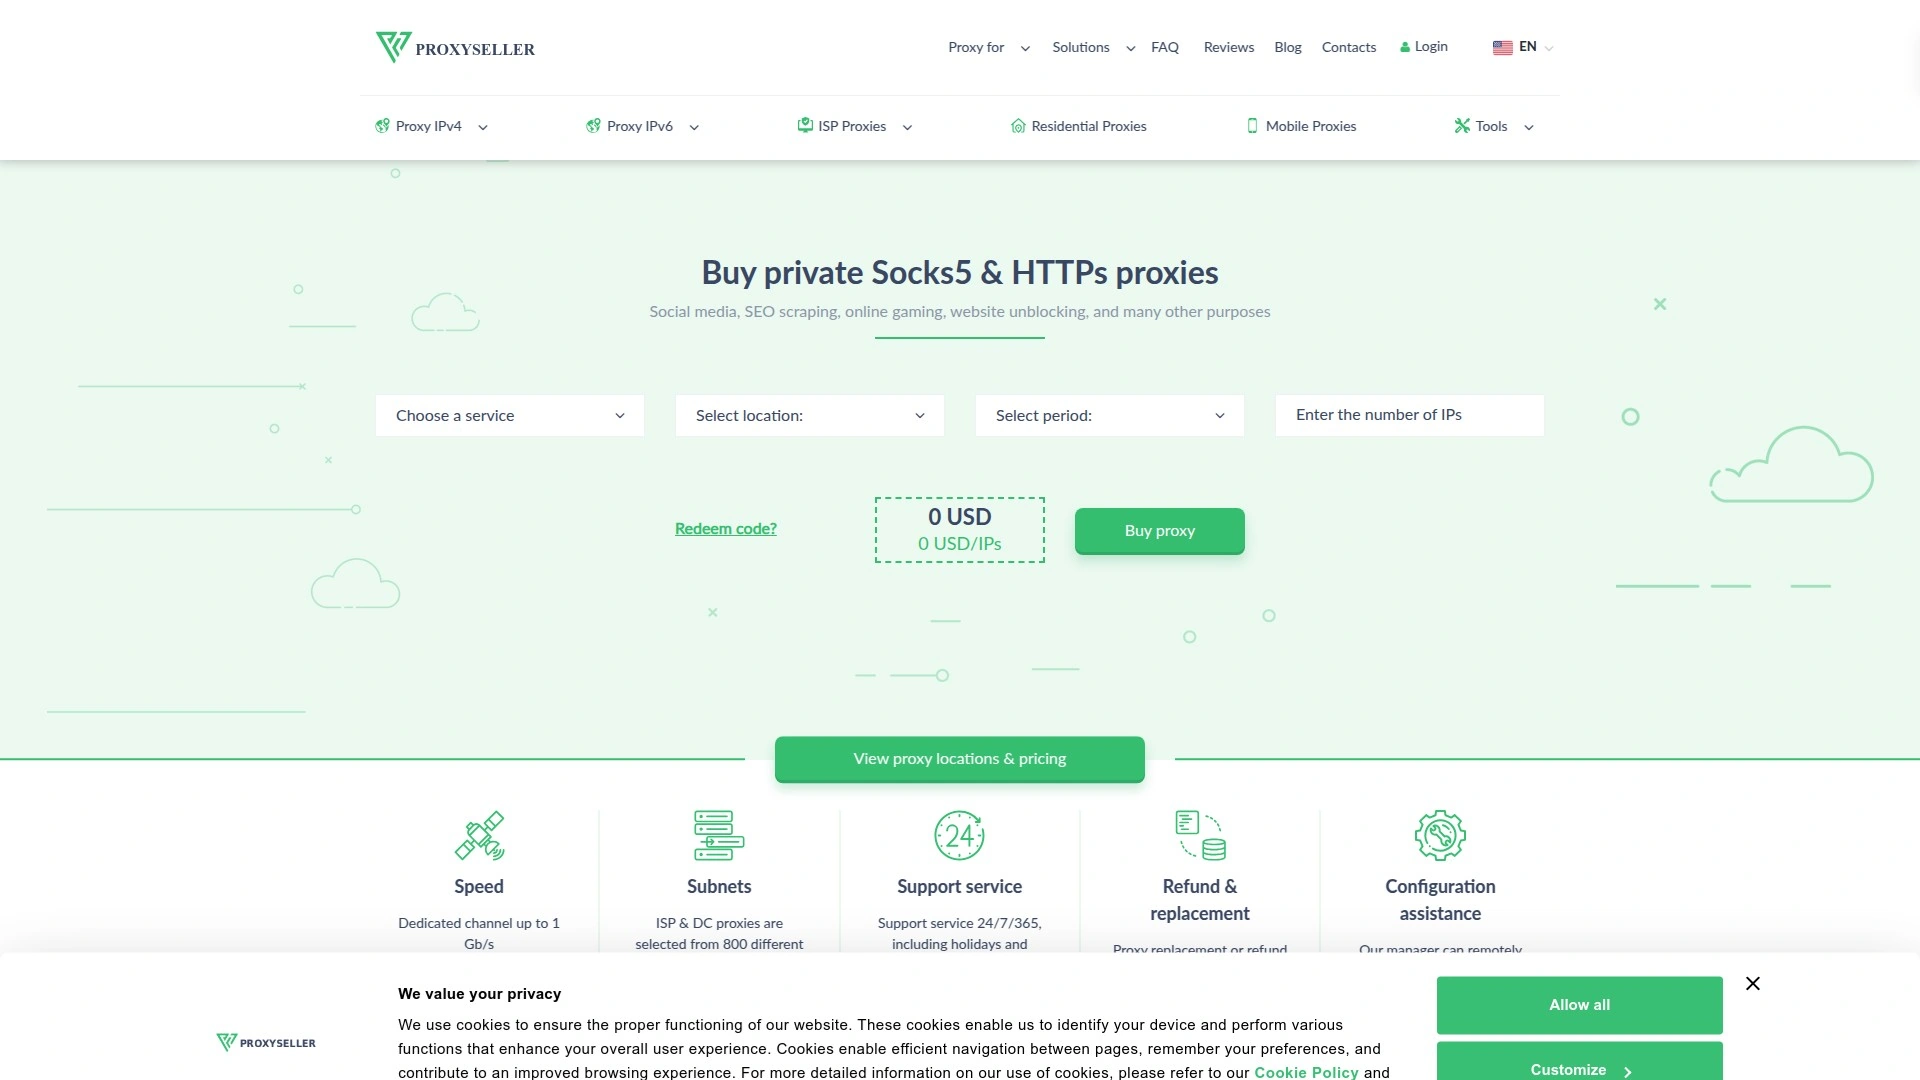 PROXYSELLER
Proxy for
Solutions
FAQ
Reviews
Blog
Contacts
Login
EN
Proxy IPv4
Proxy IPv6
ISP Proxies
Residential Proxies
Mobile Proxies
Tools
Buy private Socks5 & HTTPs proxies
Social media, SEO scraping, online gaming, website unblocking, and many other purposes
Choose a service
Select location:
Select period:
Enter the number of IPs
Redeem code?
0 USD
0 USD/IPs
Buy proxy
View proxy locations & pricing
24
Speed
Dedicated channel up to 1
Gb/s
Subnets
ISP & DC proxies are
selected from 800 different
Support service
Support service 24/7/365,
including holidays and
Refund &
replacement
Proxy replacement or refund
Configuration
assistance
Our manager can remotely
PROXYSELLER
We value your privacy
We use cookies to ensure the proper functioning of our website. These cookies enable us to identify your device and perform various
functions that enhance your overall user experience. Cookies enable efficient navigation between pages, remember your preferences, and
contribute to an improved browsing experience. For more detailed information on our use of cookies, please refer to our Cookie Policy and
Allow all
Customize